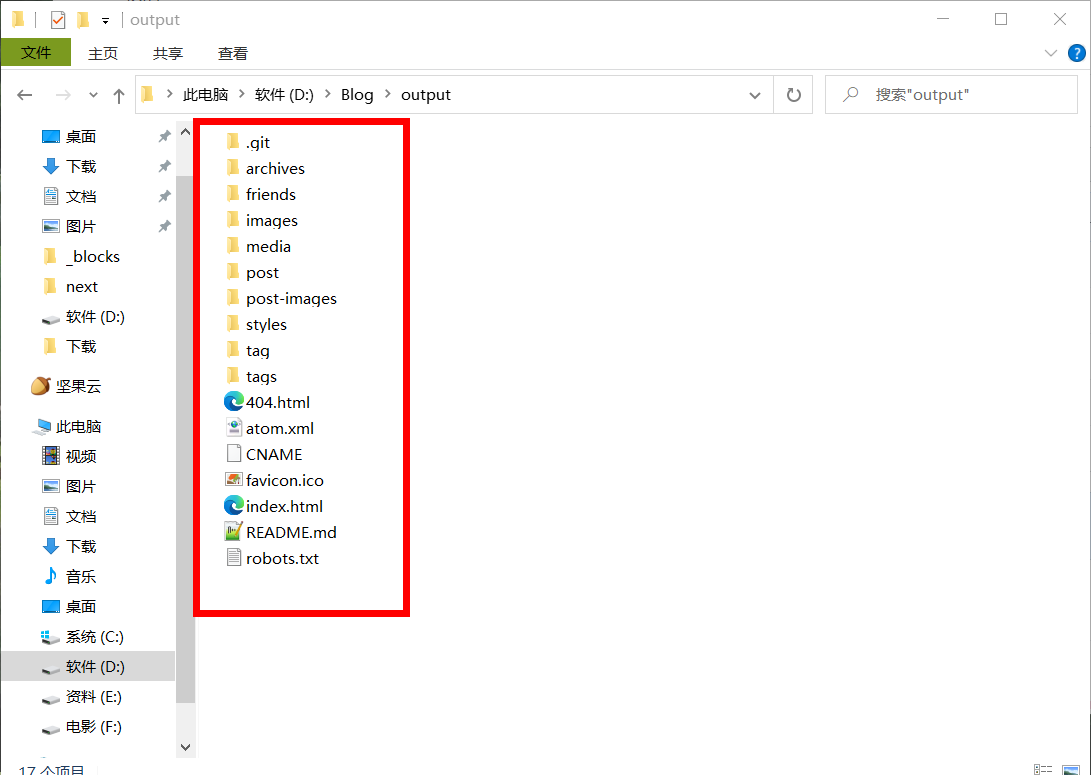 output
文件 主页 共享 查看
此电脑 软件 (D:) Blog output 搜索"output"
桌面
下载
文档
图片
_blocks
next
软件 (D:)
下载
坚果云
此电脑
视频
图片
文档
下载
音乐
桌面
系统 (C:)
软件 (D:)
资料 (E:)
电影 (F:)
.git
archives
friends
images
media
post
post-images
styles
tag
tags
404.html
atom.xml
CNAME
favicon.ico
index.html
README.md
robots.txt
17 个项目